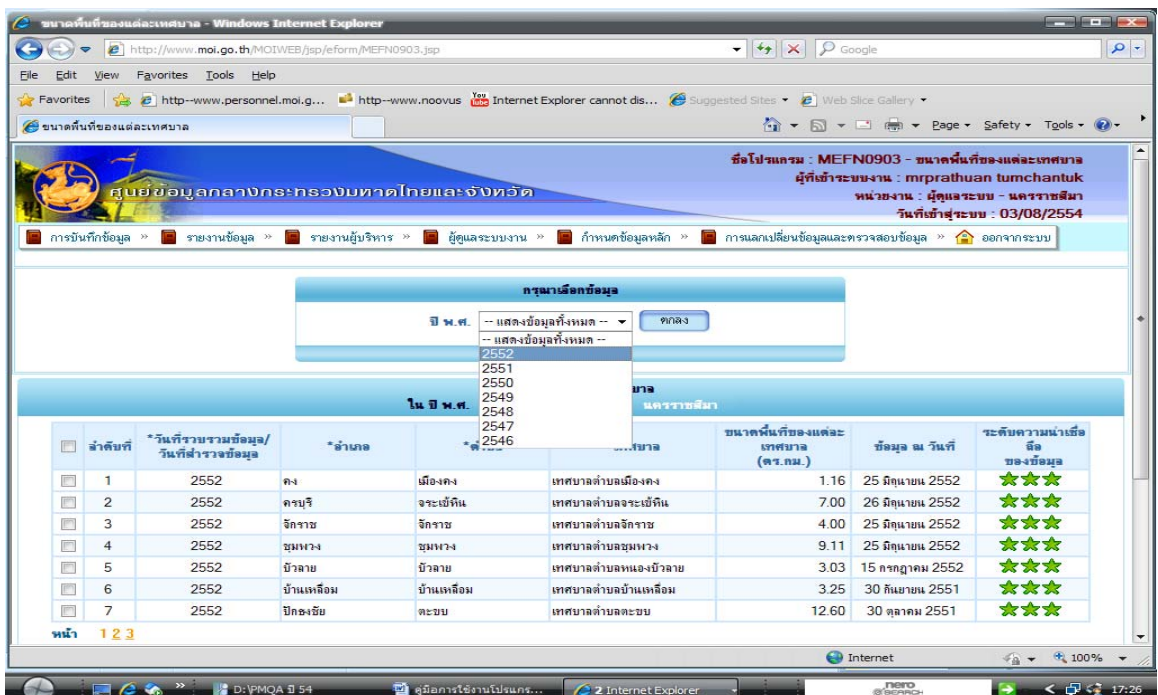 ขนาดพื้นที่ของแต่ละเทศบาล - Windows Internet Explorer
http://www.moi.go.th/MOIWEB/jsp/eform/MEFN0903.jsp
Google
File Edit View Favorites Tools Help
Favorites http--www.personnel.moi.g... http--www.noovus Internet Explorer cannot dis... Suggested Sites Web Slice Gallery
ขนาดพื้นที่ของแต่ละเทศบาล
Page Safety Tools
ศูนย์ข้อมูลกลางกระทรวงมหาดไทยและจังหวัด
ชื่อโปรแกรม : MEFN0903 - ขนาดพื้นที่ของแต่ละเทศบาล
ผู้ที่เข้าระบบงาน : mrprathuan tumchantuk
หน่วยงาน : ผู้ดูแลระบบ - นครราชสีมา
วันที่เข้าสู่ระบบ : 03/08/2554
การบันทึกข้อมูล » รายงานข้อมูล » รายงานผู้บริหาร » ผู้ดูแลระบบงาน » กำหนดข้อมูลหลัก » การแลกเปลี่ยนข้อมูลและตรวจสอบข้อมูล » ออกจากระบบ
กรุณาเลือกข้อมูล
ปี พ.ศ. -- แสดงข้อมูลทั้งหมด -- ตกลง
-- แสดงข้อมูลทั้งหมด --
2552
2551
2550
2549
2548
2547
2546
บาล
ใน ปี พ.ศ. นครราชสีมา
ลำดับที่ *วันที่รวบรวมข้อมูล/ วันที่สำรวจข้อมูล *อำเภอ เทศบาล ขนาดพื้นที่ของแต่ละ เทศบาล (ตร.กม.) ข้อมูล ณ วันที่ ระดับความน่าเชื่อ ถือ ของข้อมูล
1 2552 คง เมืองคง เทศบาลตำบลเมืองคง 1.16 25 มิถุนายน 2552
2 2552 ครบุรี จระเข้หิน เทศบาลตำบลจระเข้หิน 7.00 26 มิถุนายน 2552
3 2552 จักราช จักราช เทศบาลตำบลจักราช 4.00 25 มิถุนายน 2552
4 2552 ชุมพวง ชุมพวง เทศบาลตำบลชุมพวง 9.11 25 มิถุนายน 2552
5 2552 บัวลาย บัวลาย เทศบาลตำบลหนองบัวลาย 3.03 15 กรกฎาคม 2552
6 2552 บ้านเหลื่อม บ้านเหลื่อม เทศบาลตำบลบ้านเหลื่อม 3.25 30 กันยายน 2551
7 2552 ปักธงชัย ตะขบ เทศบาลตำบลตะขบ 12.60 30 ตุลาคม 2551
หน้า 1 2 3
Internet 100%
D:\PMQA ปี 54 คู่มือการใช้งานโปรแกร... 2 Internet Explorer nero SEARCH 17:26